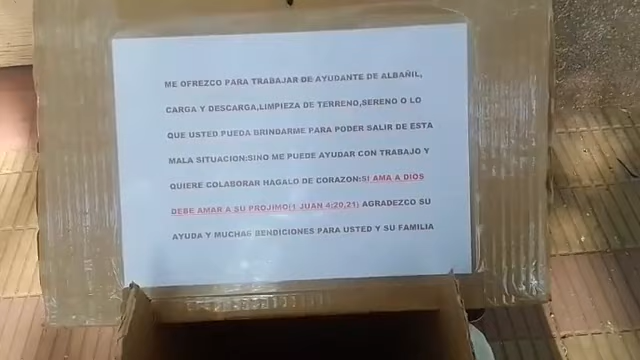 ME OFREZCO PARA TRABAJAR DE AYUDANTE DE ALBAÑIL,
CARGA Y DESCARGA,LIMPIEZA DE TERRENO,SERENO O LO
QUE USTED PUEDA BRINDARME PARA PODER SALIR DE ESTA
MALA SITUACION:SINO ME PUEDE AYUDAR CON TRABAJO Y
QUIERE COLABORAR HAGALO DE CORAZON:SI AMA A DIOS
DEBE AMAR A SU PROJIMO(1 JUAN 4:20,21) AGRADEZCO SU
AYUDA Y MUCHAS BENDICIONES PARA USTED Y SU FAMILIA